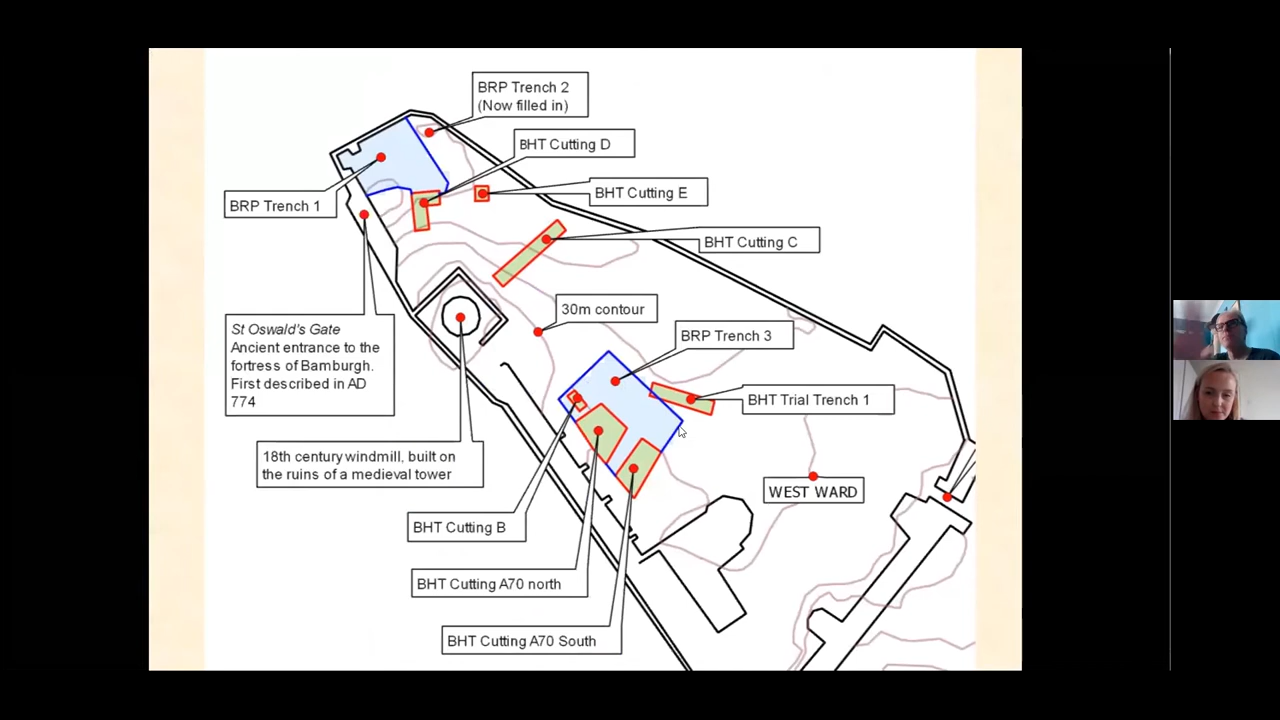 BRP Trench 2
(Now filled in)
BHT Cutting D
BHT Cutting E
BRP Trench 1
BHT Cutting C
30m contour
St Oswald's Gate
Ancient entrance to the
fortress of Bamburgh.
First described in AD
774
BRP Trench 3
BHT Trial Trench 1
18th century windmill, built on
the ruins of a medieval tower
WEST WARD
BHT Cutting B
BHT Cutting A70 north
BHT Cutting A70 South